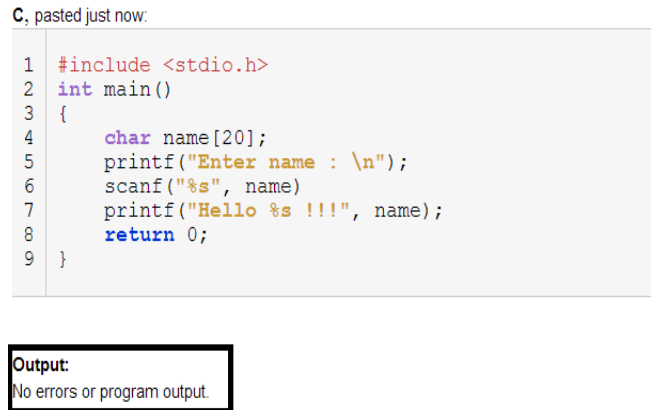 C, pasted just now:
1 #include <stdio.h>
2 int main()
3 {
4     char name[20];
5     printf("Enter name : \n");
6     scanf("%s", name)
7     printf("Hello %s !!!", name);
8     return 0;
9 }
Output:
No errors or program output.